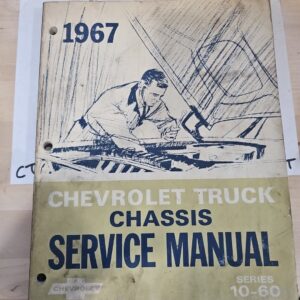 1967
CHEVROLET TRUCK
CHASSIS
SERVICE MANUAL
CHEVROLET
SERIES
10-60